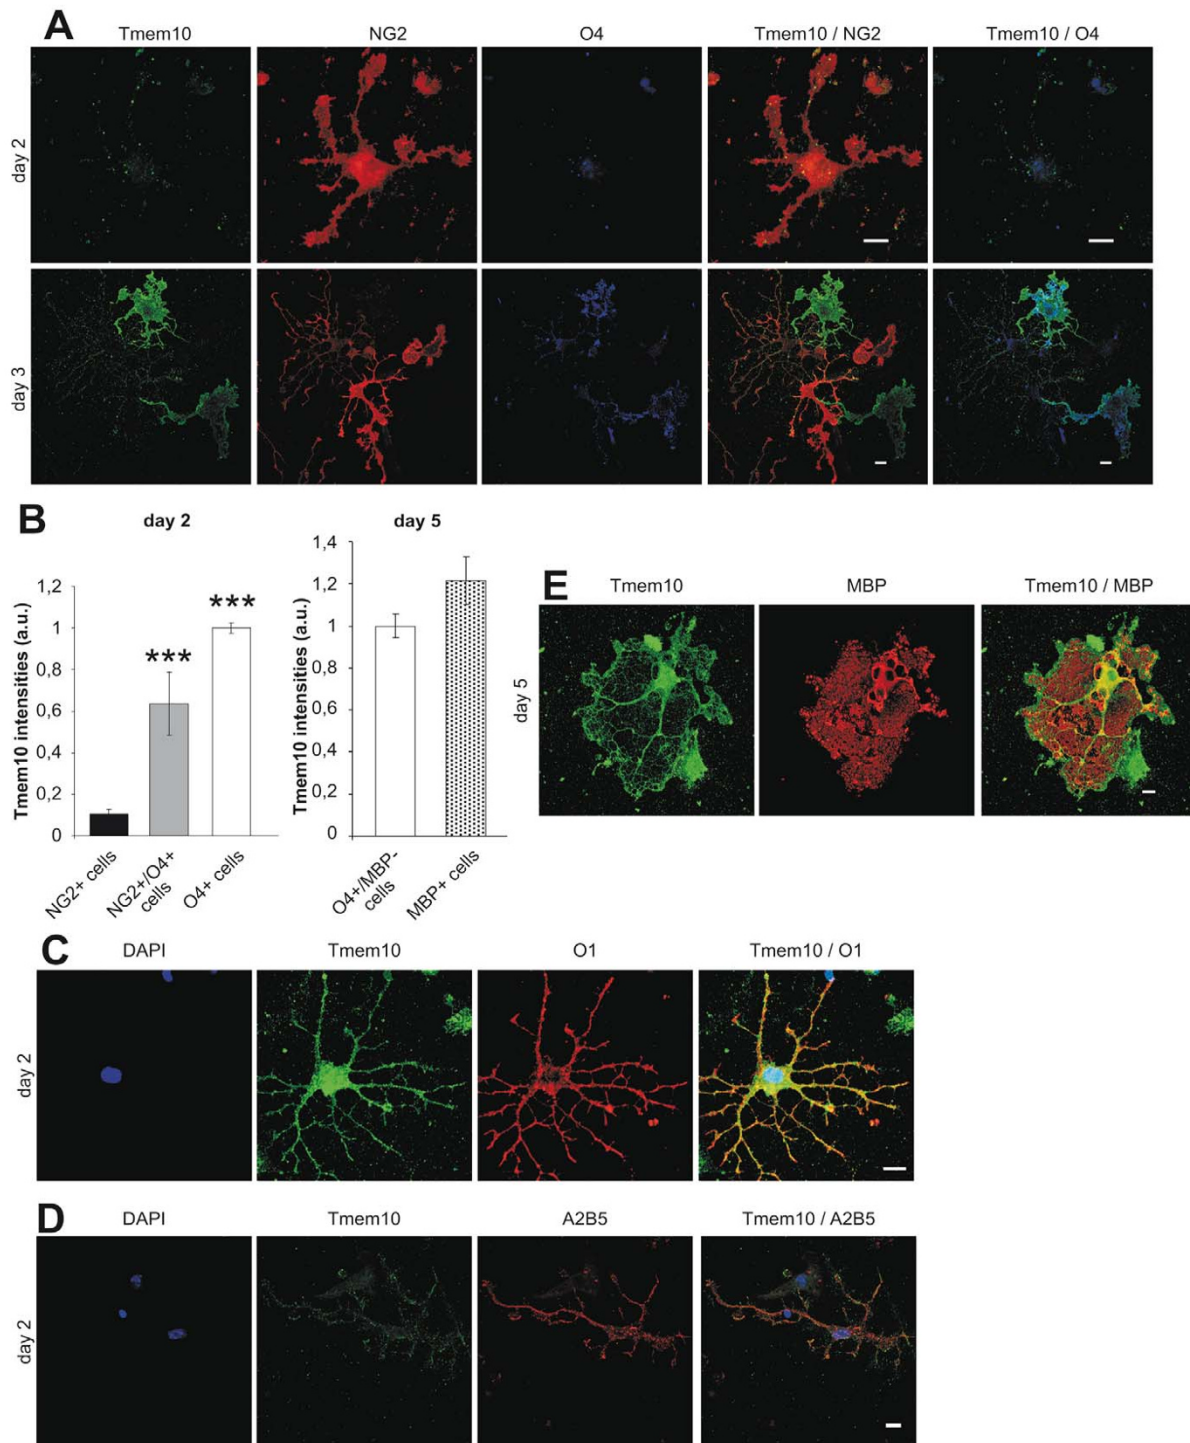 A
Tmem10 NG2 O4 Tmem10 / NG2 Tmem10 / O4
day 2
day 3
B
day 2
Tmem10 intensities (a.u.)
1,2
1
0,8
0,6
0,4
0,2
0
***
***
NG2+ cells
NG2+/O4+
cells
O4+ cells
day 5
Tmem10 intensities (a.u.)
1,4
1,2
1
0,8
0,6
0,4
0,2
0
O4+/MBP-
cells
MBP+ cells
E
Tmem10 MBP Tmem10 / MBP
day 5
C
DAPI Tmem10 O1 Tmem10 / O1
day 2
D
DAPI Tmem10 A2B5 Tmem10 / A2B5
day 2